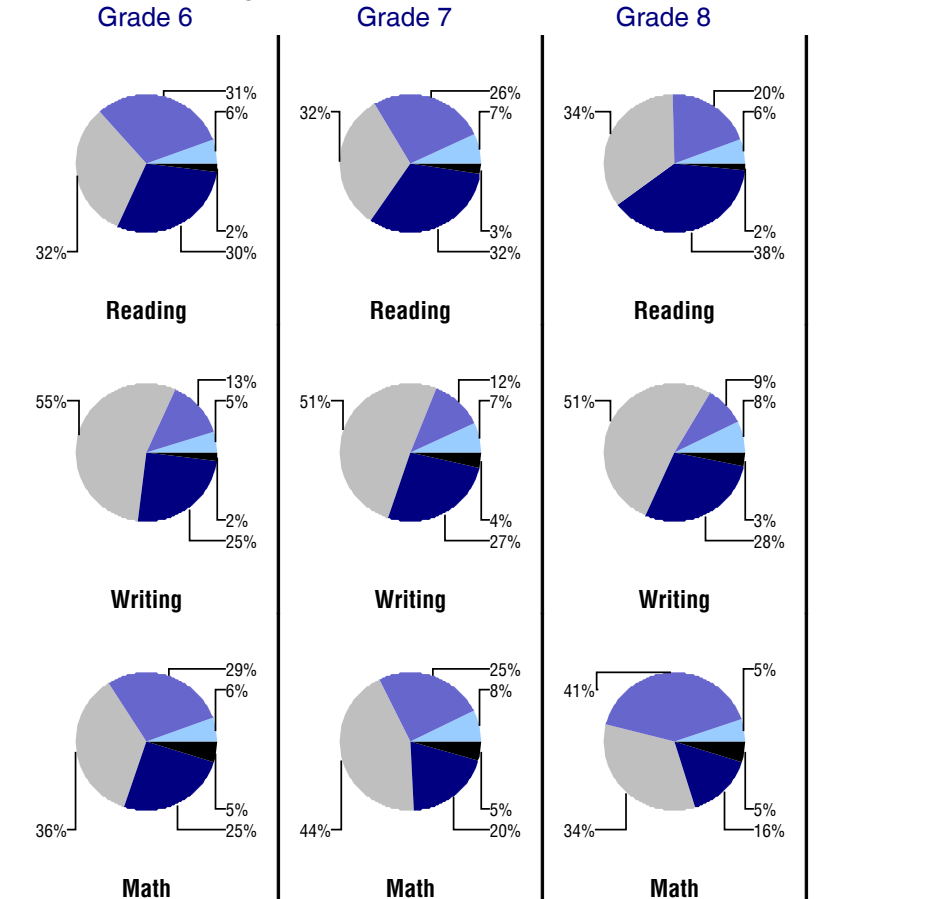 Grade 6 Grade 7 Grade 8
31% 26% 20%
6% 32% 7% 34% 6%
2% 3% 2%
32% 30% 32% 38%
Reading Reading Reading
13% 12% 9%
55% 5% 51% 7% 51% 8%
2% 4% 3%
25% 27% 28%
Writing Writing Writing
29% 25% 5%
6% 8% 41%
5% 5% 5%
36% 25% 44% 20% 34% 16%
Math Math Math